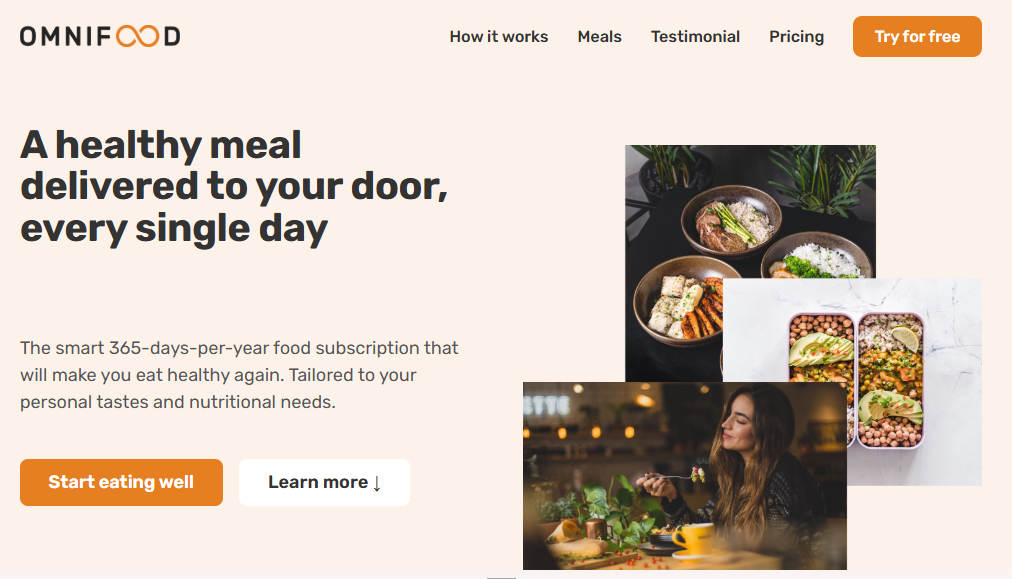 OMNIFOOD
How it works
Meals
Testimonial
Pricing
Try for free
A healthy meal
delivered to your door,
every single day
The smart 365-days-per-year food subscription that
will make you eat healthy again. Tailored to your
personal tastes and nutritional needs.
Start eating well
Learn more ↓